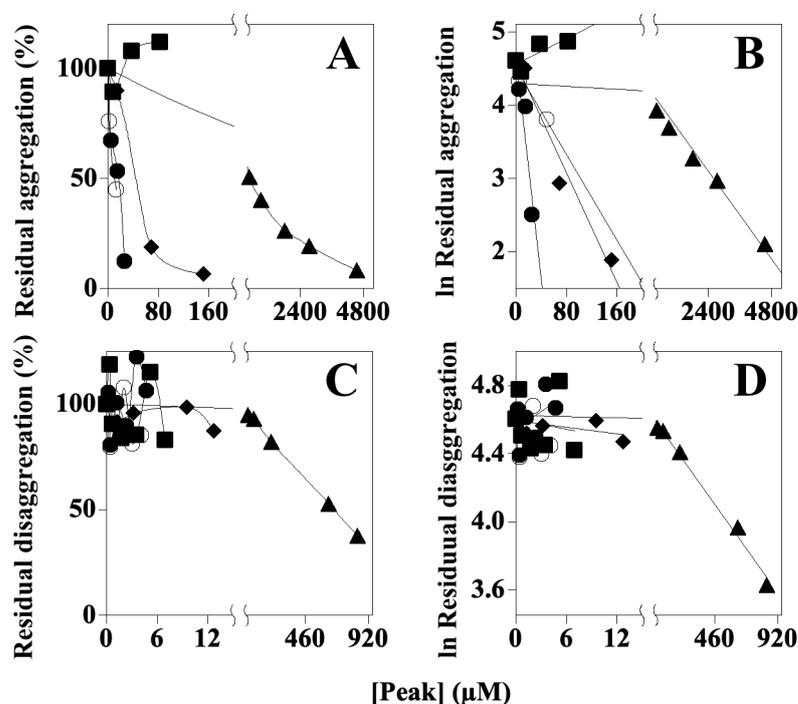 A
B
Residual aggregation (%)
100
50
0
0 80 160 2400 4800
ln Residual aggregation
5
4
3
2
0 80 160 2400 4800
C
D
Residual disaggregation (%)
100
50
0
0 6 12 460 920
ln Residuual diasggregation
4.8
4.4
4.0
3.6
0 6 12 460 920
[Peak] (µM)